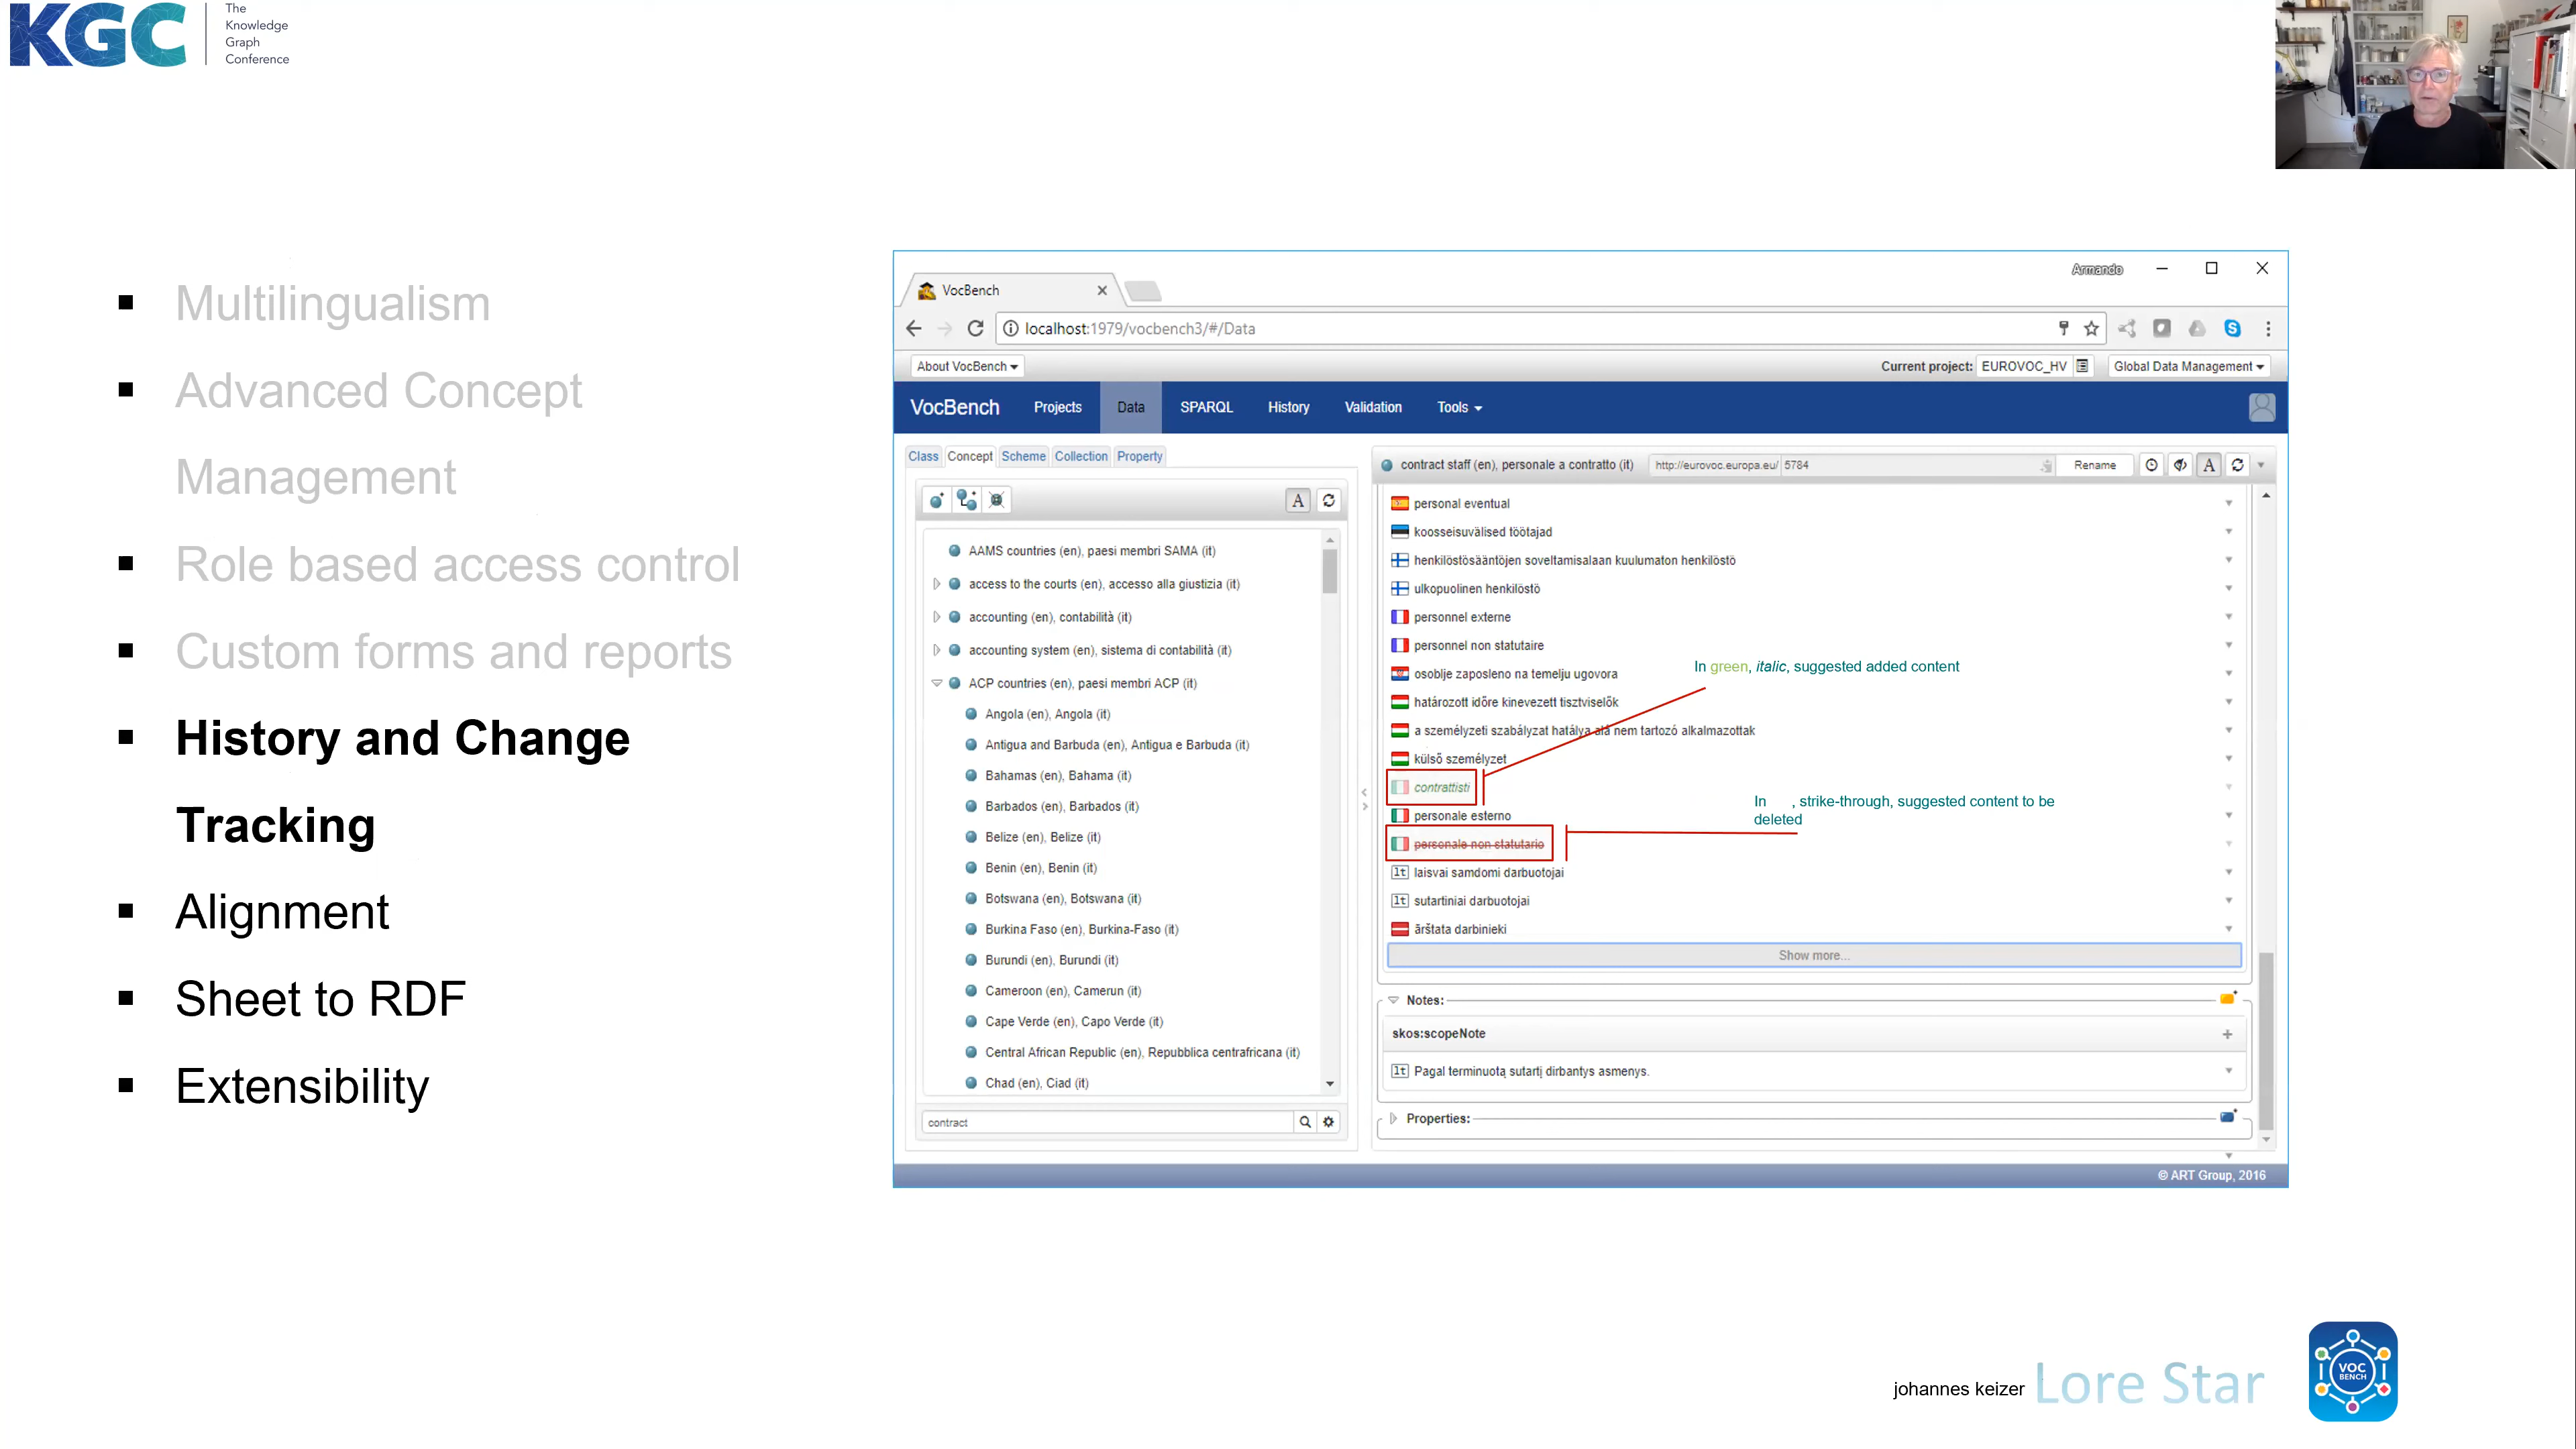 KGC
The
Knowledge
Graph
Conference
Multilingualism
Advanced Concept
Management
Role based access control
Custom forms and reports
History and Change
Tracking
Alignment
Sheet to RDF
Extensibility
VocBench
Armando
localhost:1979/vocbench3/#/Data
About VocBench
Current project: EUROVOC_HV
Global Data Management
VocBench Projects Data SPARQL History Validation Tools
Class Concept Scheme Collection Property
A
AAMS countries (en), paesi membri SAMA (it)
access to the courts (en), accesso alla giustizia (it)
accounting (en), contabilità (it)
accounting system (en), sistema di contabilità (it)
ACP countries (en), paesi membri ACP (it)
Angola (en), Angola (it)
Antigua and Barbuda (en), Antigua e Barbuda (it)
Bahamas (en), Bahama (it)
Barbados (en), Barbados (it)
Belize (en), Belize (it)
Benin (en), Benin (it)
Botswana (en), Botswana (it)
Burkina Faso (en), Burkina-Faso (it)
Burundi (en), Burundi (it)
Cameroon (en), Camerun (it)
Cape Verde (en), Capo Verde (it)
Central African Republic (en), Repubblica centrafricana (it)
Chad (en), Ciad (it)
contract
contract staff (en), personale a contratto (it)
http://eurovoc.europa.eu/ 5784
Rename
A
personal eventual
koosseisuvälised töötajad
henkilöstösääntöjen soveltamisalaan kuulumaton henkilöstö
ulkopuolinen henkilöstö
personnel externe
personnel non statutaire
osoblje zaposleno na temelju ugovora
határozott időre kinevezett tisztviselők
a személyzeti szabályzat hatálya alá nem tartozó alkalmazottak
külső személyzet
contrattisti
personale esterno
personale non statutario
lt laisvai samdomi darbuotojai
lt sutartiniai darbuotojai
ārštata darbinieki
Show more...
In green, italic, suggested added content
In , strike-through, suggested content to be
deleted
Notes:
skos:scopeNote
lt Pagal terminuotą sutartį dirbantys asmenys.
Properties:
© ART Group, 2016
johannes keizer
Lore Star
VOC
BENCH